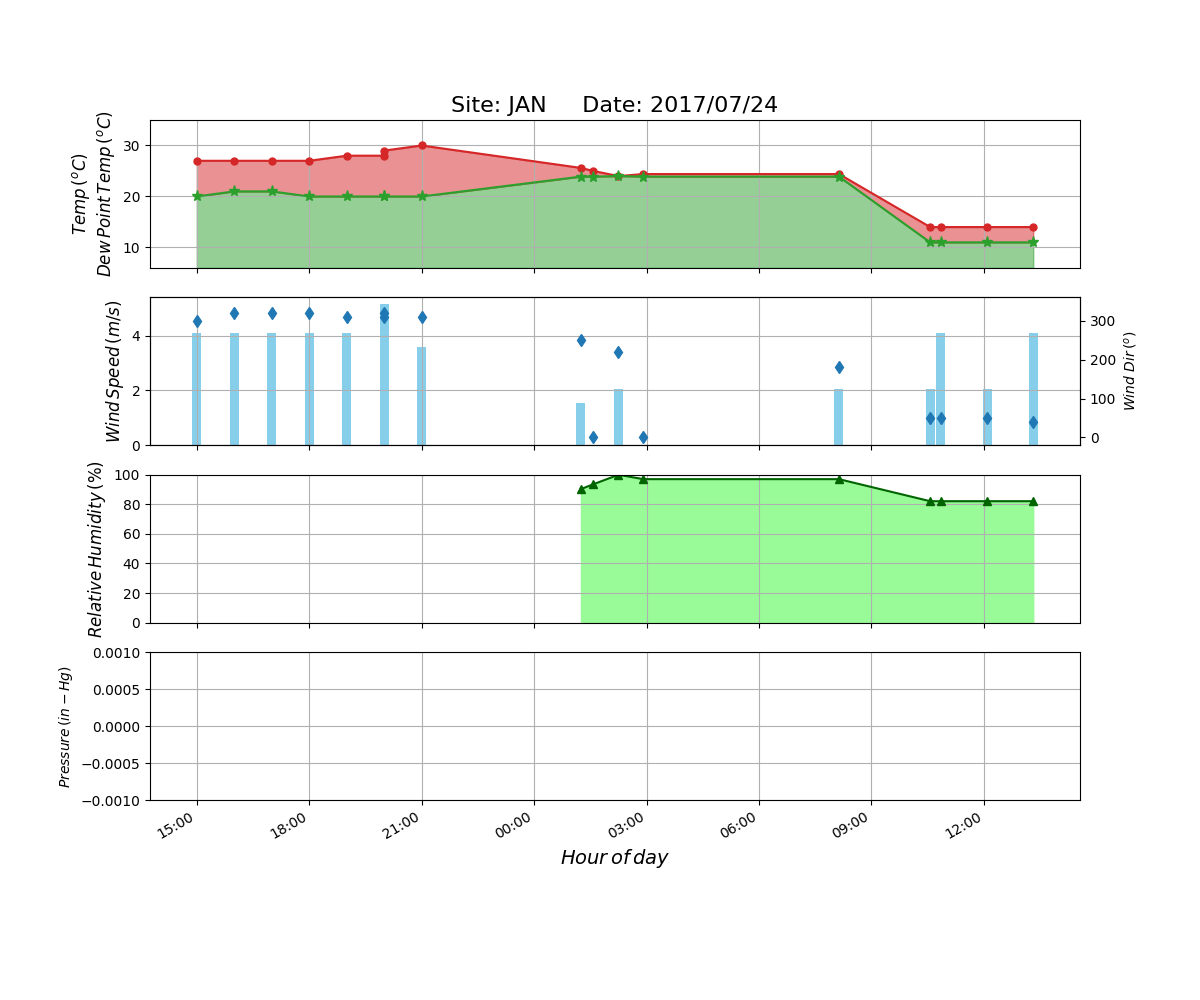 Site: JAN     Date: 2017/07/24
Temp (°C)
Dew Point Temp (°C)
30
20
10
Wind Speed (m/s)
4
2
0
300
200
100
0
Wind Dir (°)
Relative Humidity (%)
100
80
60
40
20
0
Pressure (in − Hg)
0.0010
0.0005
0.0000
−0.0005
−0.0010
15:00 18:00 21:00 00:00 03:00 06:00 09:00 12:00
Hour of day